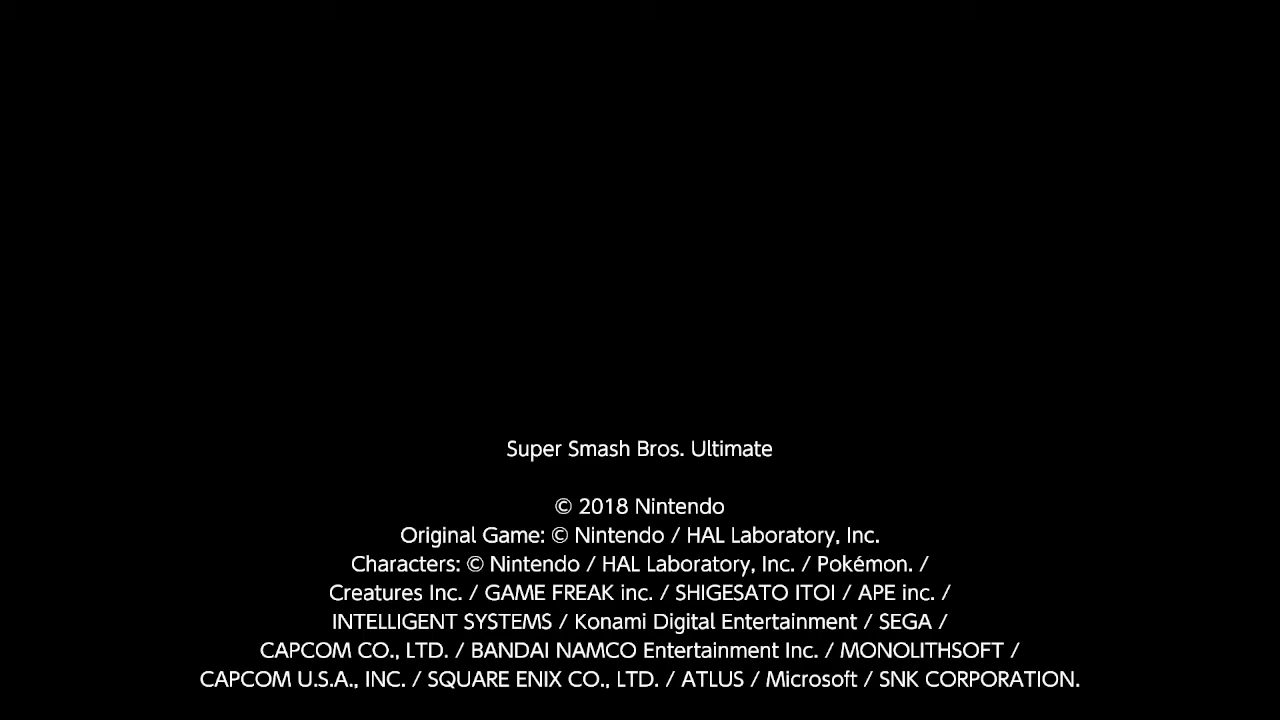 Super Smash Bros. Ultimate
© 2018 Nintendo
Original Game: © Nintendo / HAL Laboratory, Inc.
Characters: © Nintendo / HAL Laboratory, Inc. / Pokémon. /
Creatures Inc. / GAME FREAK inc. / SHIGESATO ITOI / APE inc. /
INTELLIGENT SYSTEMS / Konami Digital Entertainment / SEGA /
CAPCOM CO., LTD. / BANDAI NAMCO Entertainment Inc. / MONOLITHSOFT /
CAPCOM U.S.A., INC. / SQUARE ENIX CO., LTD. / ATLUS / Microsoft / SNK CORPORATION.